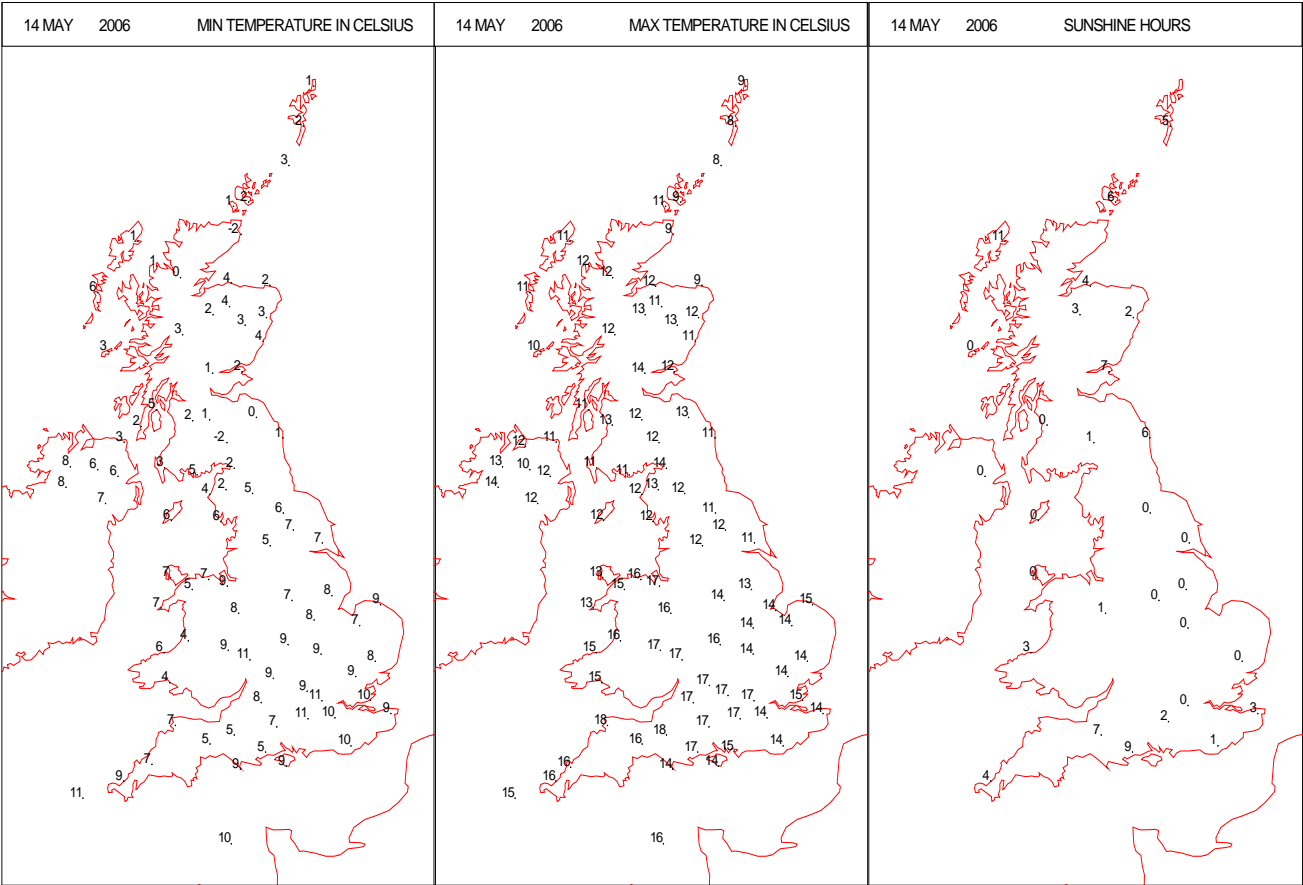 14 MAY 2006 MIN TEMPERATURE IN CELSIUS
1
2
3
1 2
-2
1
1
0
6 4 2
4
2 3
3
3 4
3
1 2
5
2 2 1 0
3 -2 1
8 6 3 2
6 5
8 4 2 5
7
6 6 6
7
5 7
7 7
5 9
7 8
7 8 9
8 7
4
6 9 9 9
11 8
4 9 9
9
8 11 10
11 10 9
7 5 7
5 5 10
7 9 9
9
11
10
14 MAY 2006 MAX TEMPERATURE IN CELSIUS
9
8
8
11 9
9
11
12 12
11 12 9
11
13 12
13
12 11
10
14 12
11
13 12 13
12 11 12 11
13 10 11 14
12 11
14 12 13 12
12
12 12 11
12
12 11
13 16
15 17 13
13 14
16 14 15
14 14
15 16 17 16 14
17 14
15 17 14
17 17 17 15
18 17 14 14
18 17
16 17 15 14
16 14 14
16
15
16
14 MAY 2006 SUNSHINE HOURS
5
6
11
4
3 2
0
7
0
1 6
0
0 0
0
0
0 0
1
0
3
0
0
2 3
7
9 1
4